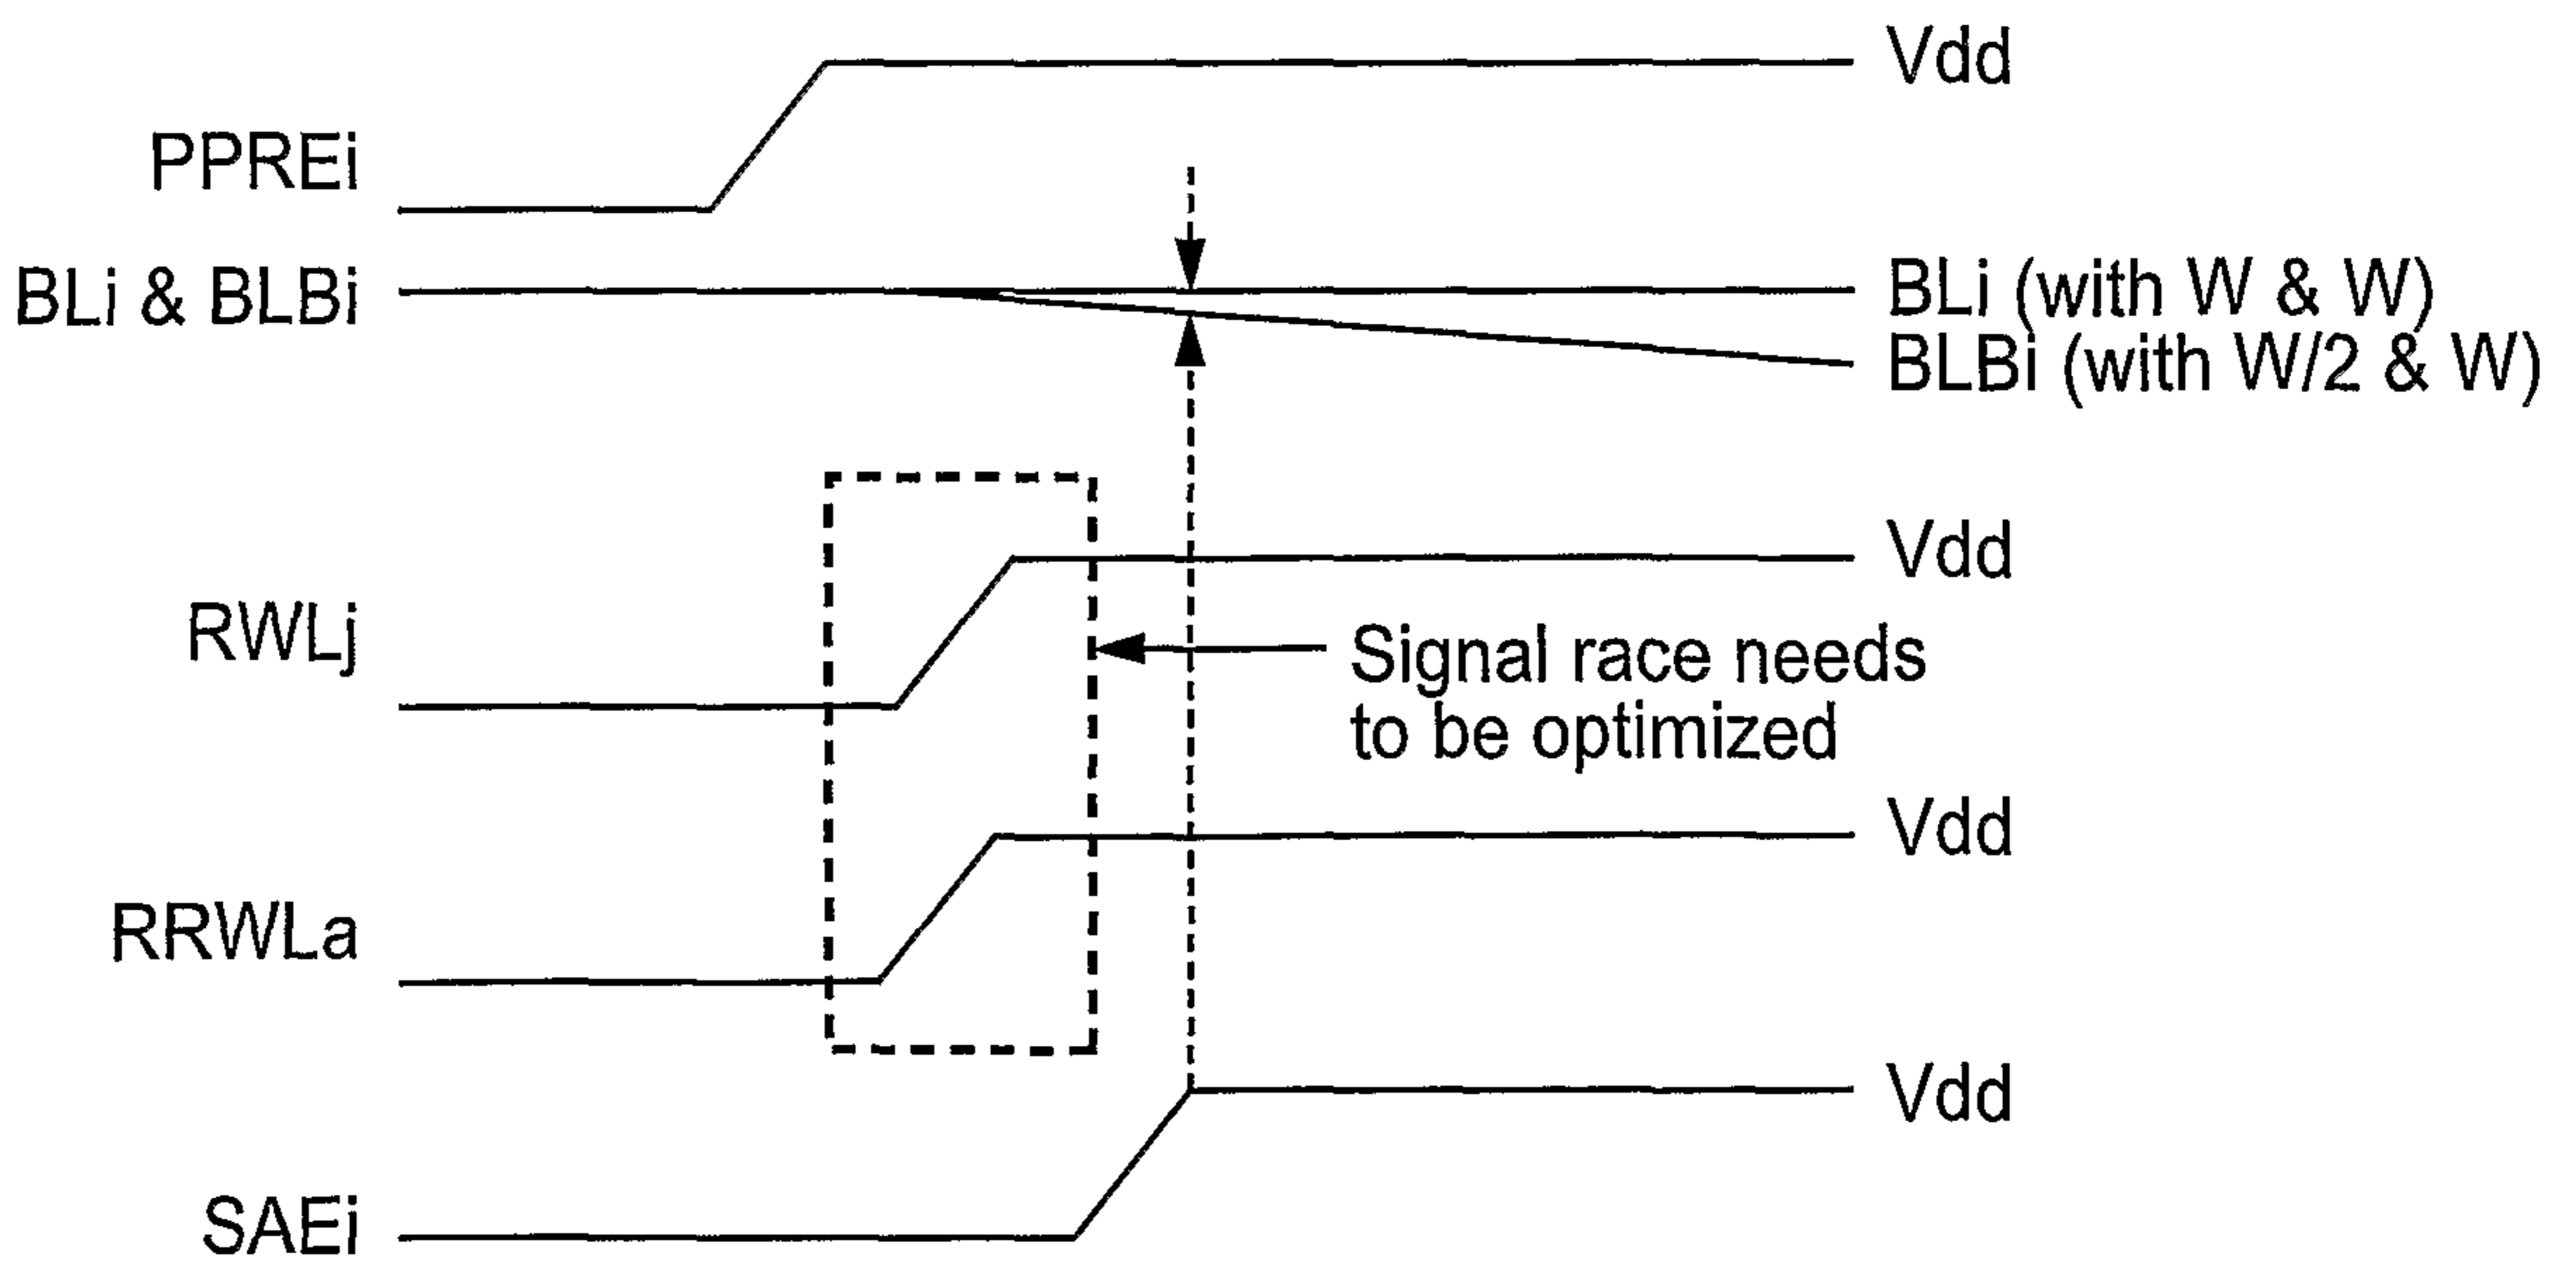 Vdd
PPREi
BLi & BLBi
BLi (with W & W)
BLBi (with W/2 & W)
Vdd
RWLj
Signal race needs
to be optimized
Vdd
RRWLa
Vdd
SAEi